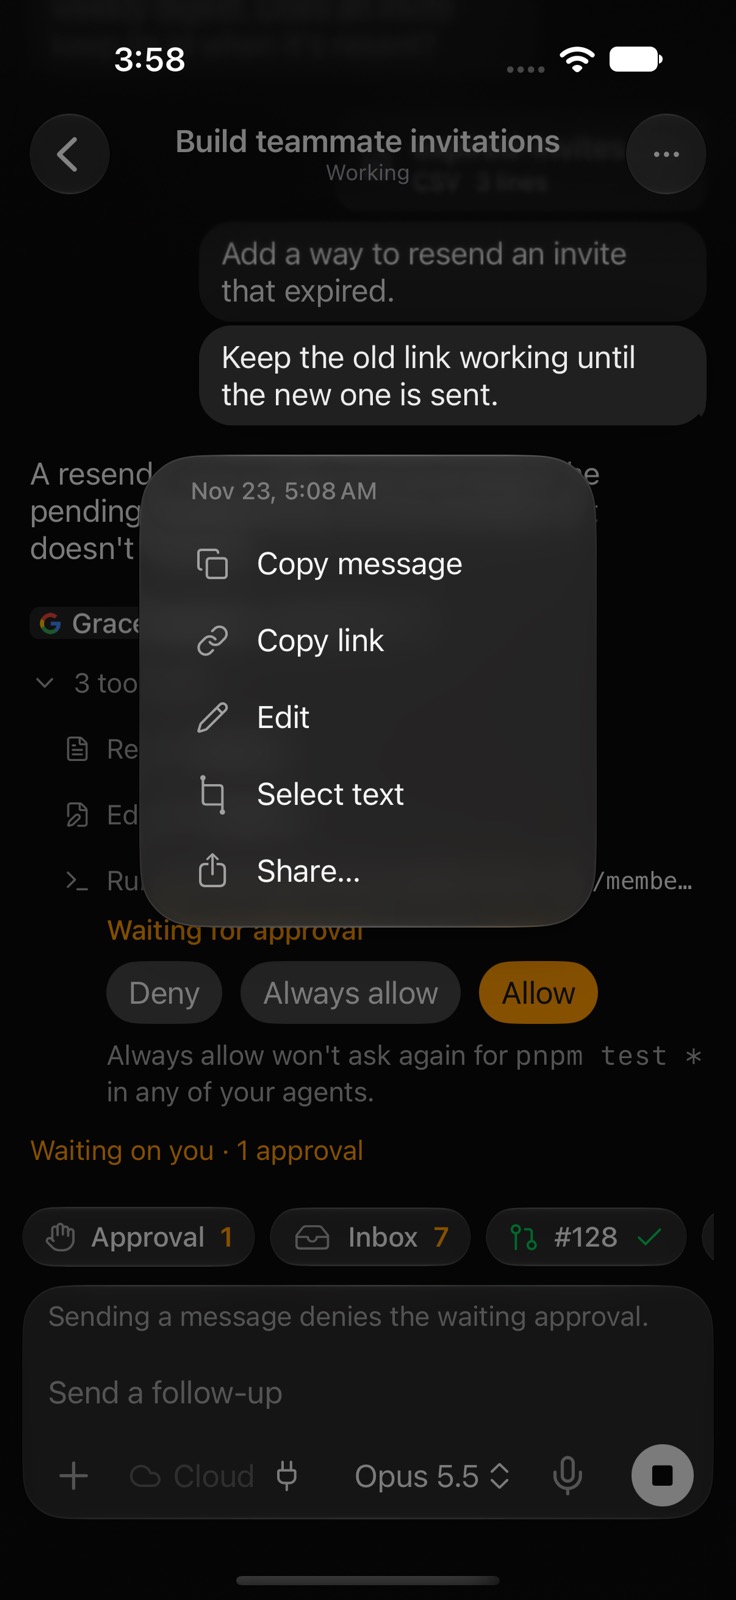 3:58
Build teammate invitations
Working
CSV · 3 lines
Add a way to resend an invite
that expired.
Keep the old link working until
the new one is sent.
A resend
pending
doesn't
Nov 23, 5:08 AM
Copy message
Copy link
Edit
Select text
Share...
Grace
3 too
Re
Ed
Ru
/membe...
Waiting for approval
Deny
Always allow
Allow
Always allow won't ask again for pnpm test *
in any of your agents.
Waiting on you · 1 approval
Approval 1
Inbox 7
#128
Sending a message denies the waiting approval.
Send a follow-up
Cloud
Opus 5.5